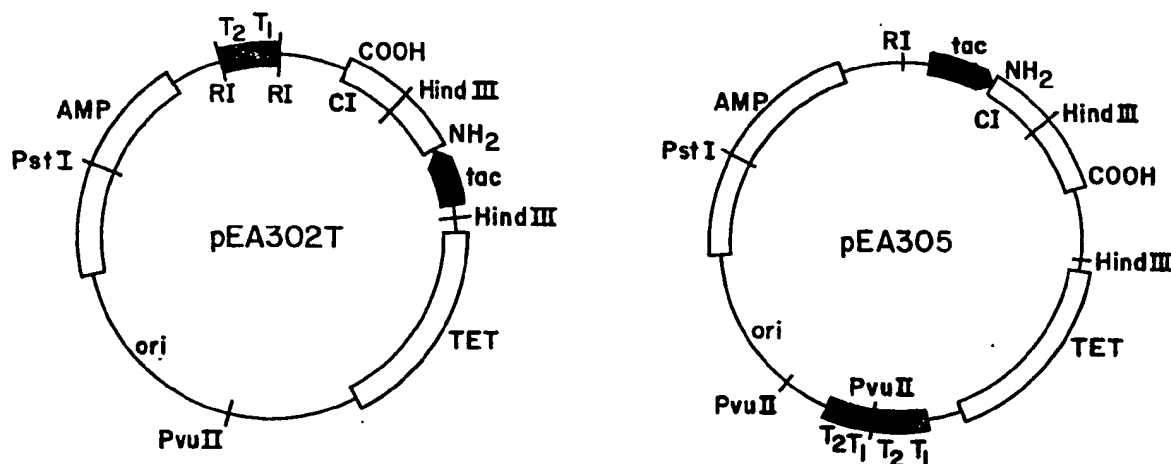 T2 T1
RI RI
COOH
CI
Hind III
NH2
tac
Hind III
AMP
Pst I
pEA302T
TET
ori
Pvu II
RI
tac
NH2
CI
Hind III
COOH
AMP
Pst I
pEA305
Hind III
TET
ori
Pvu II
Pvu II
T2 T1 T2 T1